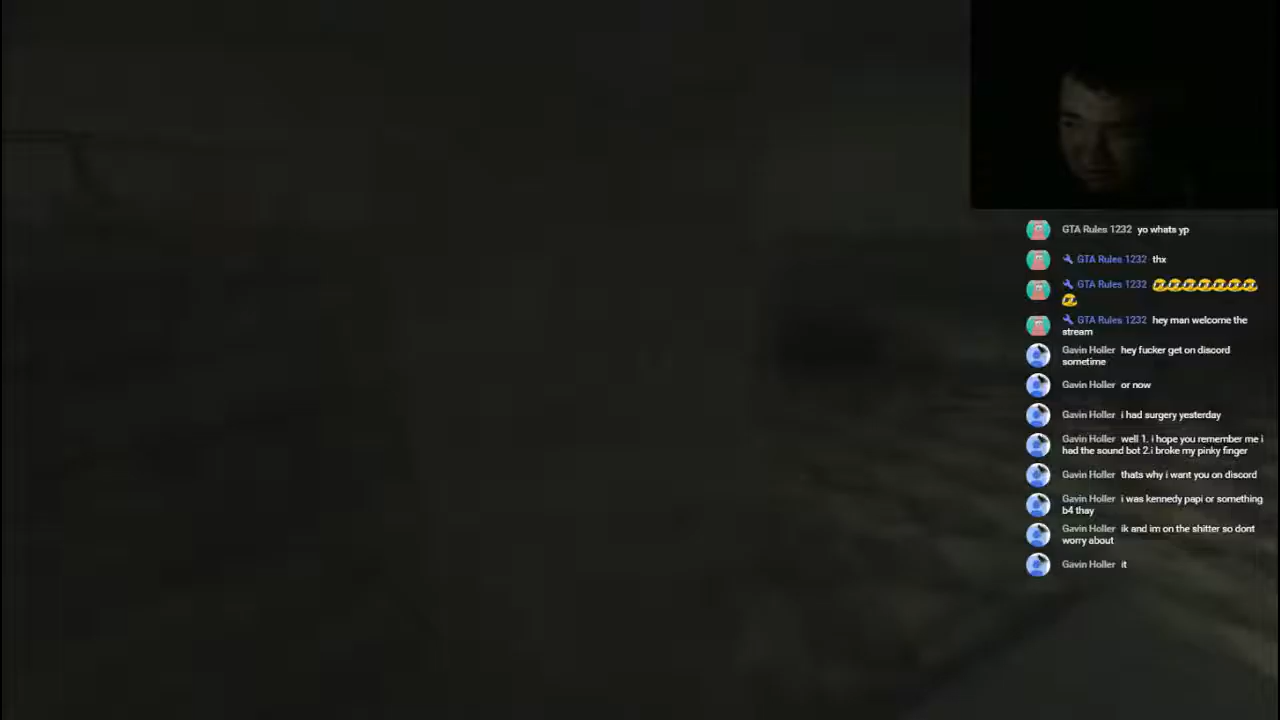 GTA Rules 1232 yo whats yp
GTA Rules 1232 thx
GTA Rules 1232
GTA Rules 1232 hey man welcome the
stream
Gavin Holler hey fucker get on discord
sometime
Gavin Holler or now
Gavin Holler i had surgery yesterday
Gavin Holler well 1. i hope you remember me i
had the sound bot 2.i broke my pinky finger
Gavin Holler thats why i want you on discord
Gavin Holler i was kennedy papi or something
b4 thay
Gavin Holler ik and im on the shitter so dont
worry about
Gavin Holler it